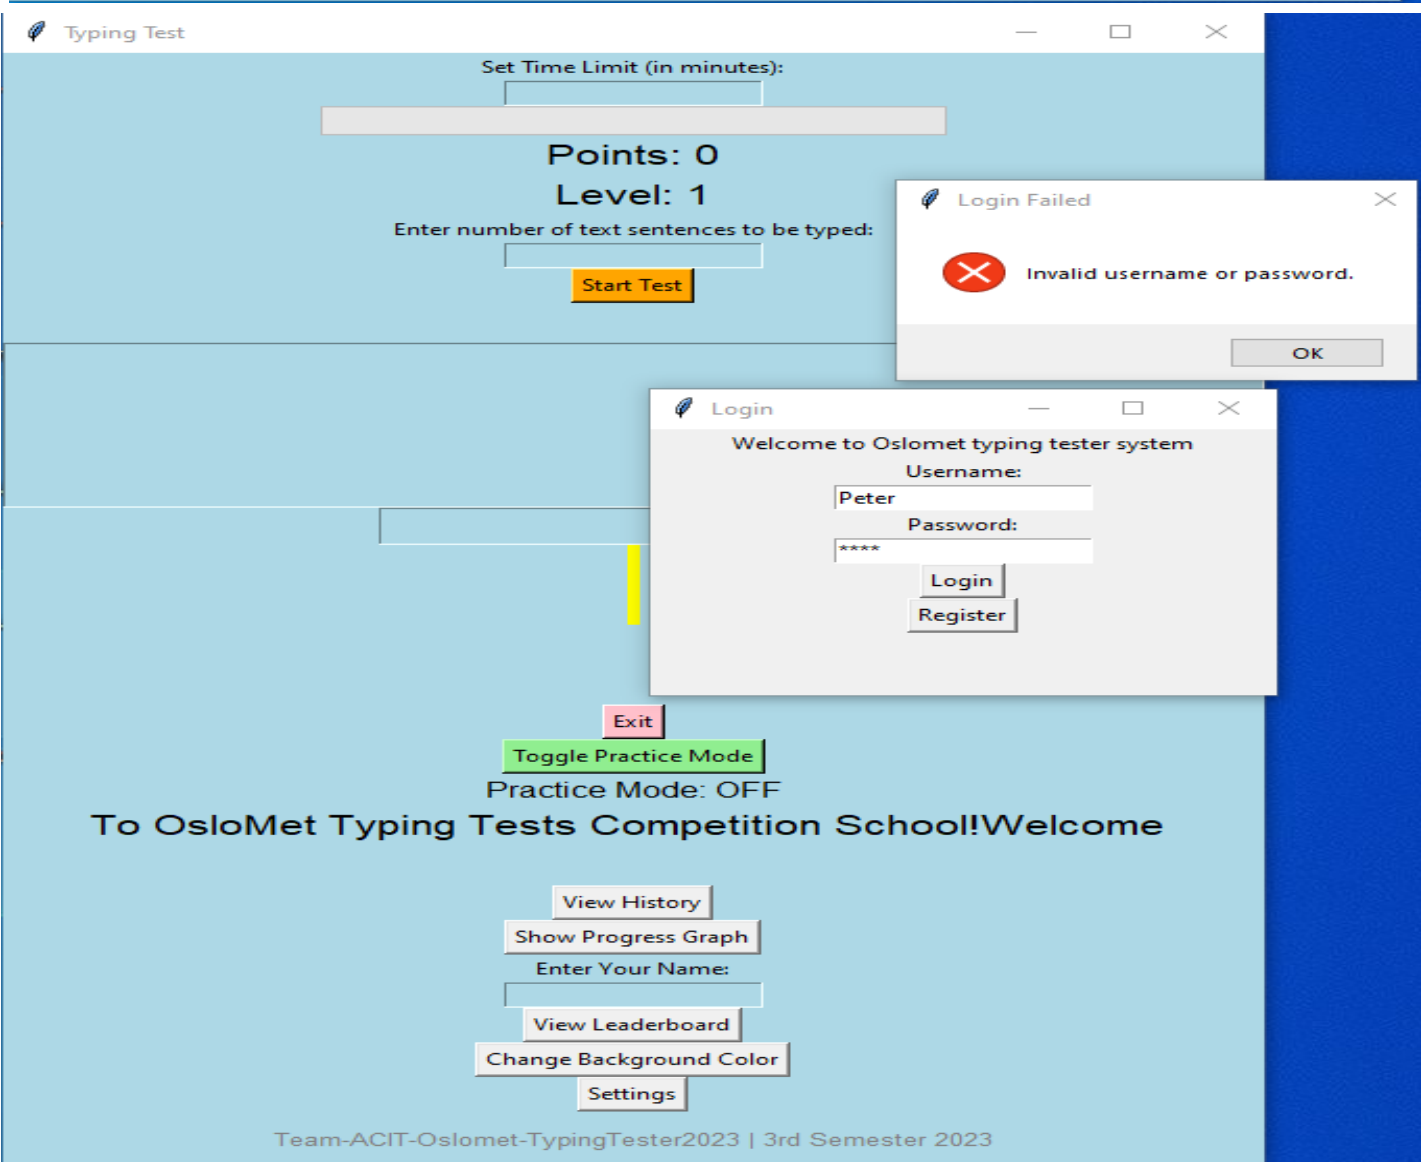 Typing Test
Set Time Limit (in minutes):
Points: 0
Level: 1
Enter number of text sentences to be typed:
Start Test
Login Failed
Invalid username or password.
OK
Login
Welcome to Oslomet typing tester system
Username:
Peter
Password:
****
Login
Register
Exit
Toggle Practice Mode
Practice Mode: OFF
To OsloMet Typing Tests Competition School!Welcome
View History
Show Progress Graph
Enter Your Name:
View Leaderboard
Change Background Color
Settings
Team-ACIT-Oslomet-TypingTester2023 | 3rd Semester 2023